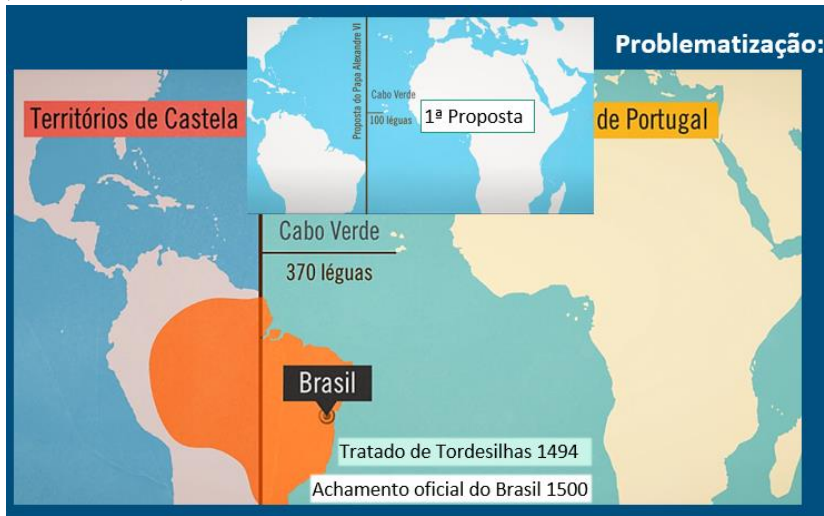 Problematização:
Proposta do Papa Alexandre VI
Cabo Verde
100 léguas
1ª Proposta
Territórios de Castela
de Portugal
Cabo Verde
370 léguas
Brasil
Tratado de Tordesilhas 1494
Achamento oficial do Brasil 1500